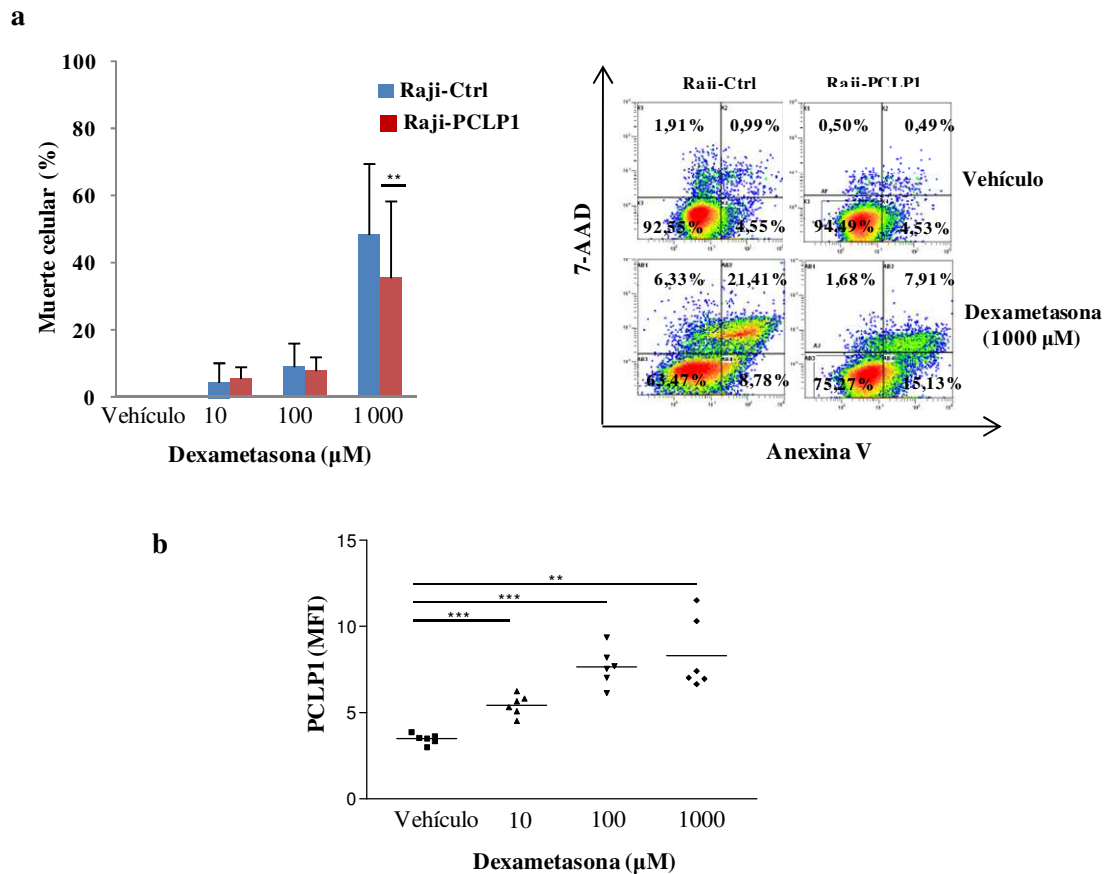 a
100
80
60
40
20
0
Muerte celular (%)
Raji-Ctrl
Raji-PCLP1
**
Vehículo 10 100 1 000
Dexametasona (µM)
Raji-Ctrl Raji-PCLP1
1,91% 0,99% 0,50% 0,49%
92,55% 4,55% 94,49% 4,53%
Vehículo
6,33% 21,41% 1,68% 7,91%
63,47% 8,78% 75,27% 15,13%
Dexametasona
(1000 µM)
7-AAD
Anexina V
b
15
10
5
0
PCLP1 (MFI)
**
***
***
Vehículo 10 100 1000
Dexametasona (µM)